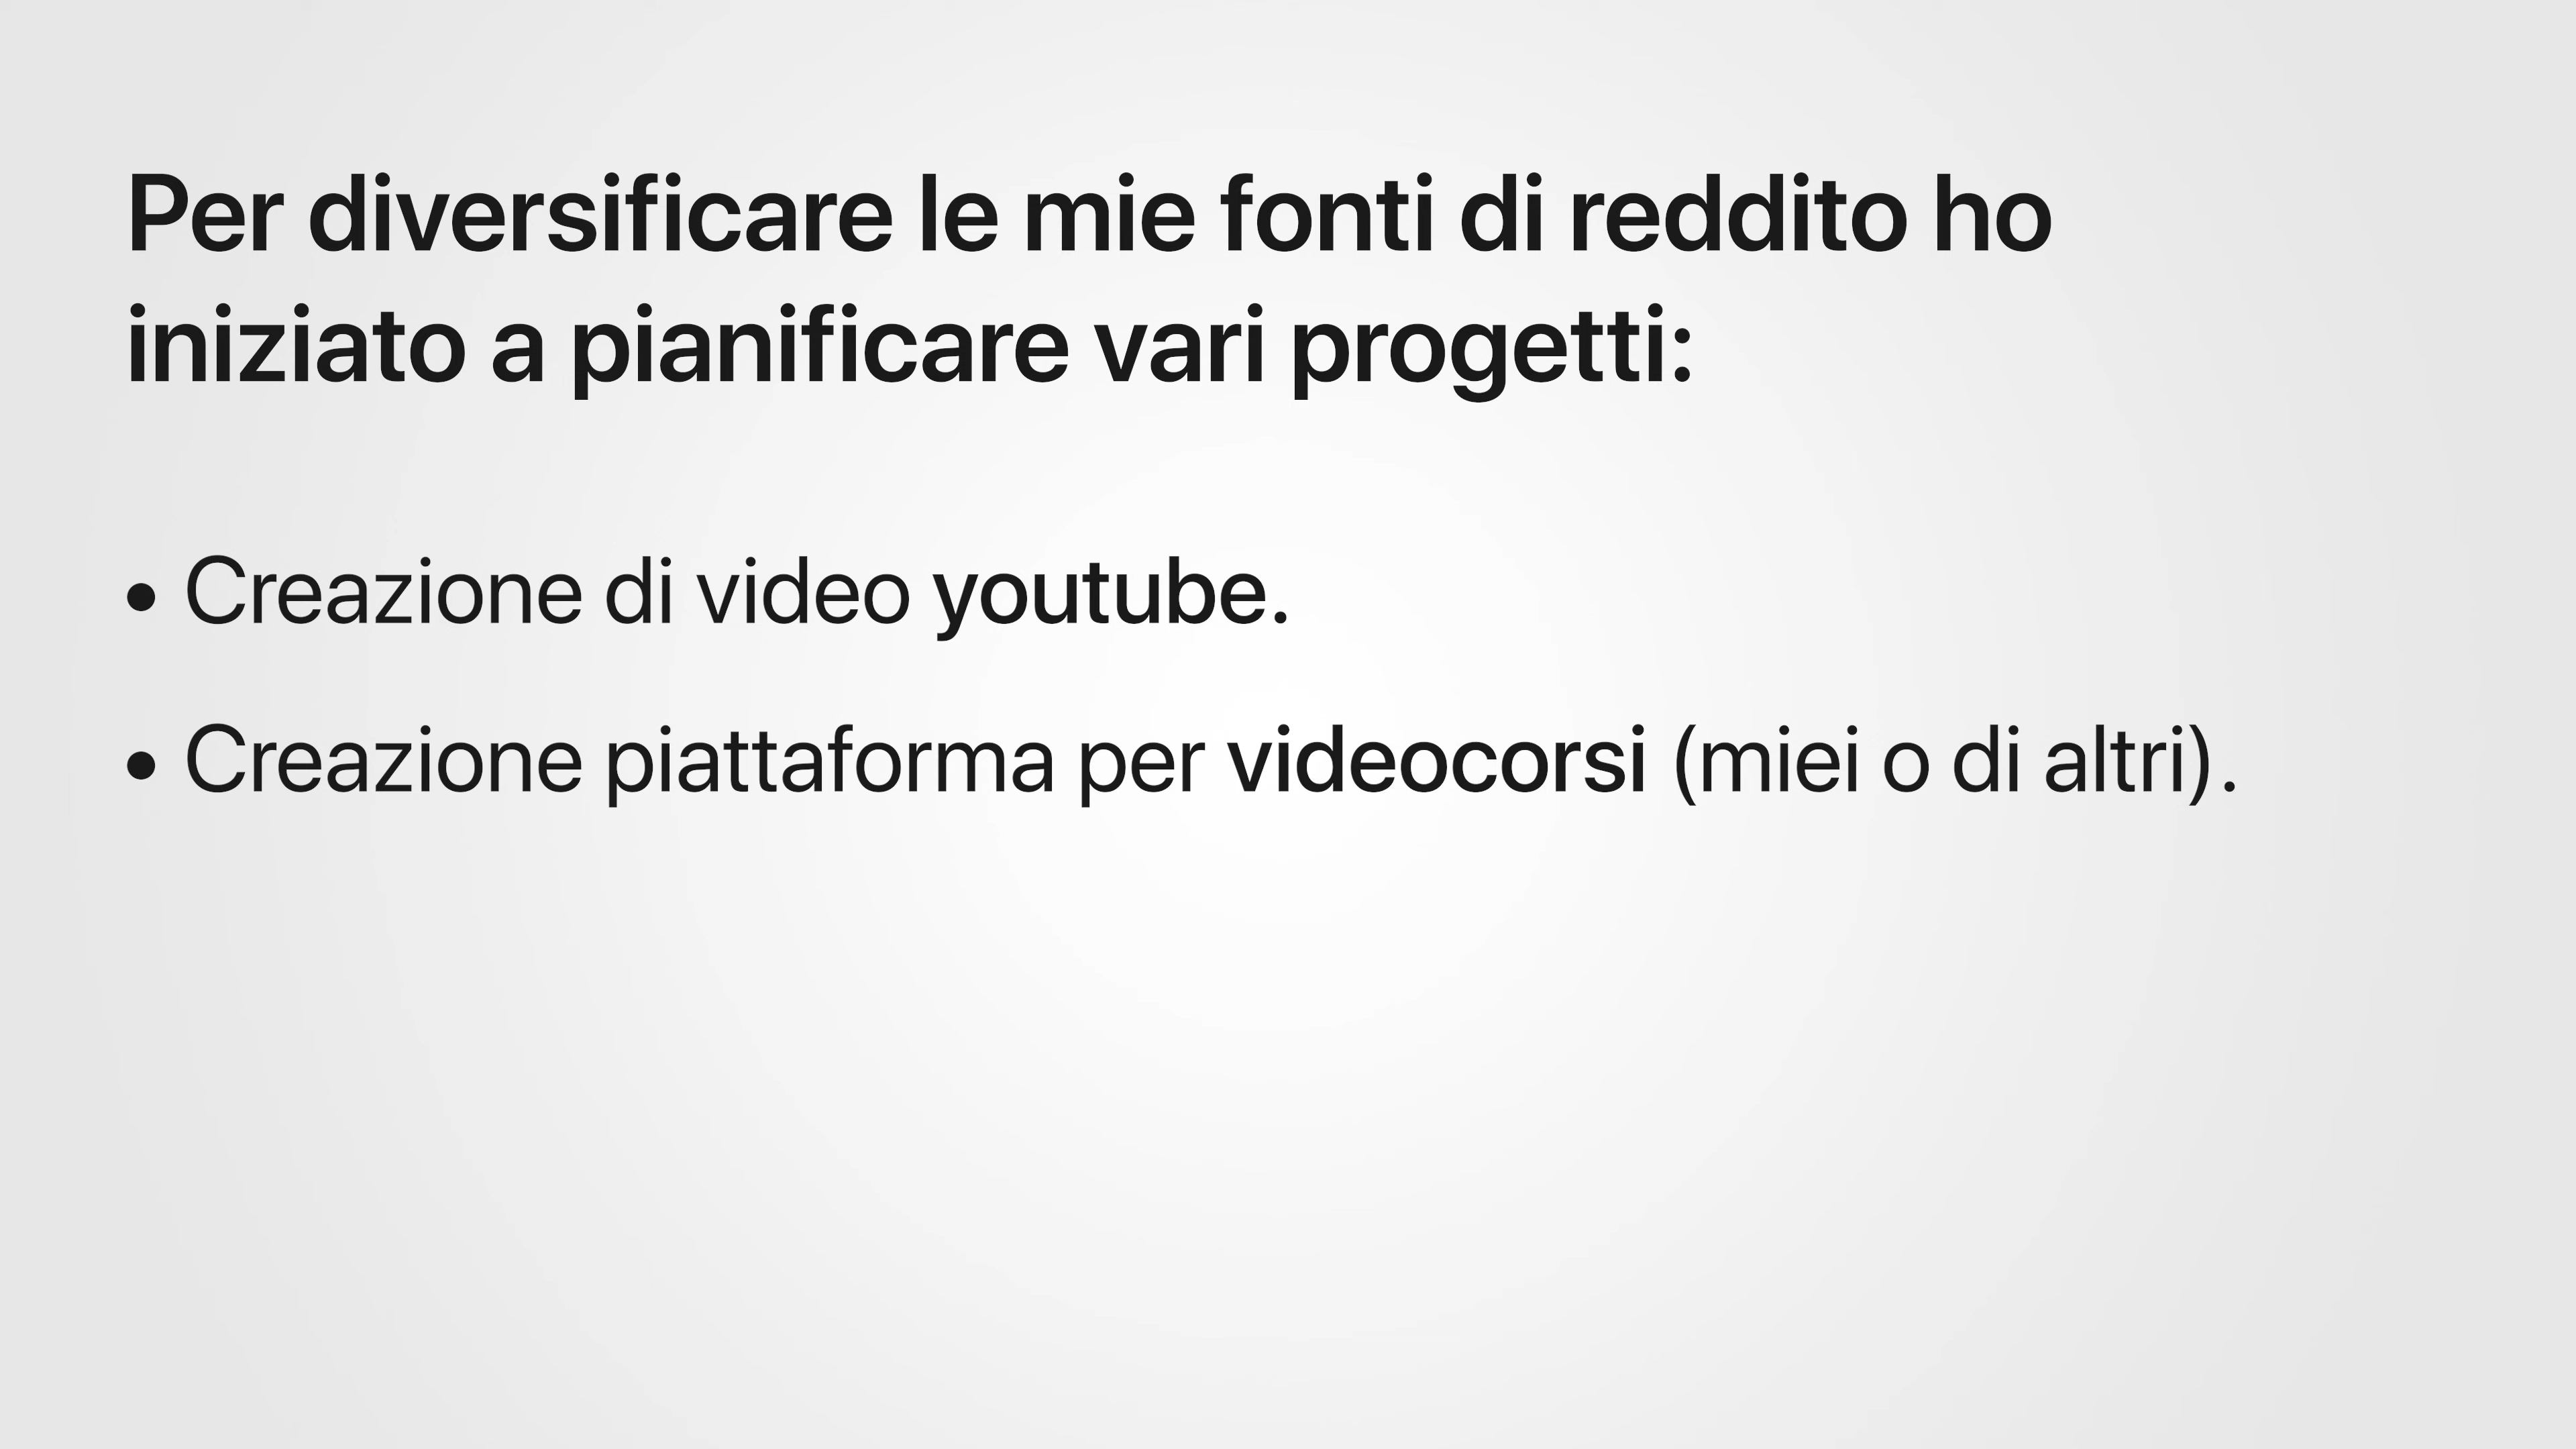 Per diversificare le mie fonti di reddito ho
iniziato a pianificare vari progetti:
• Creazione di video youtube.
• Creazione piattaforma per videocorsi (miei o di altri).